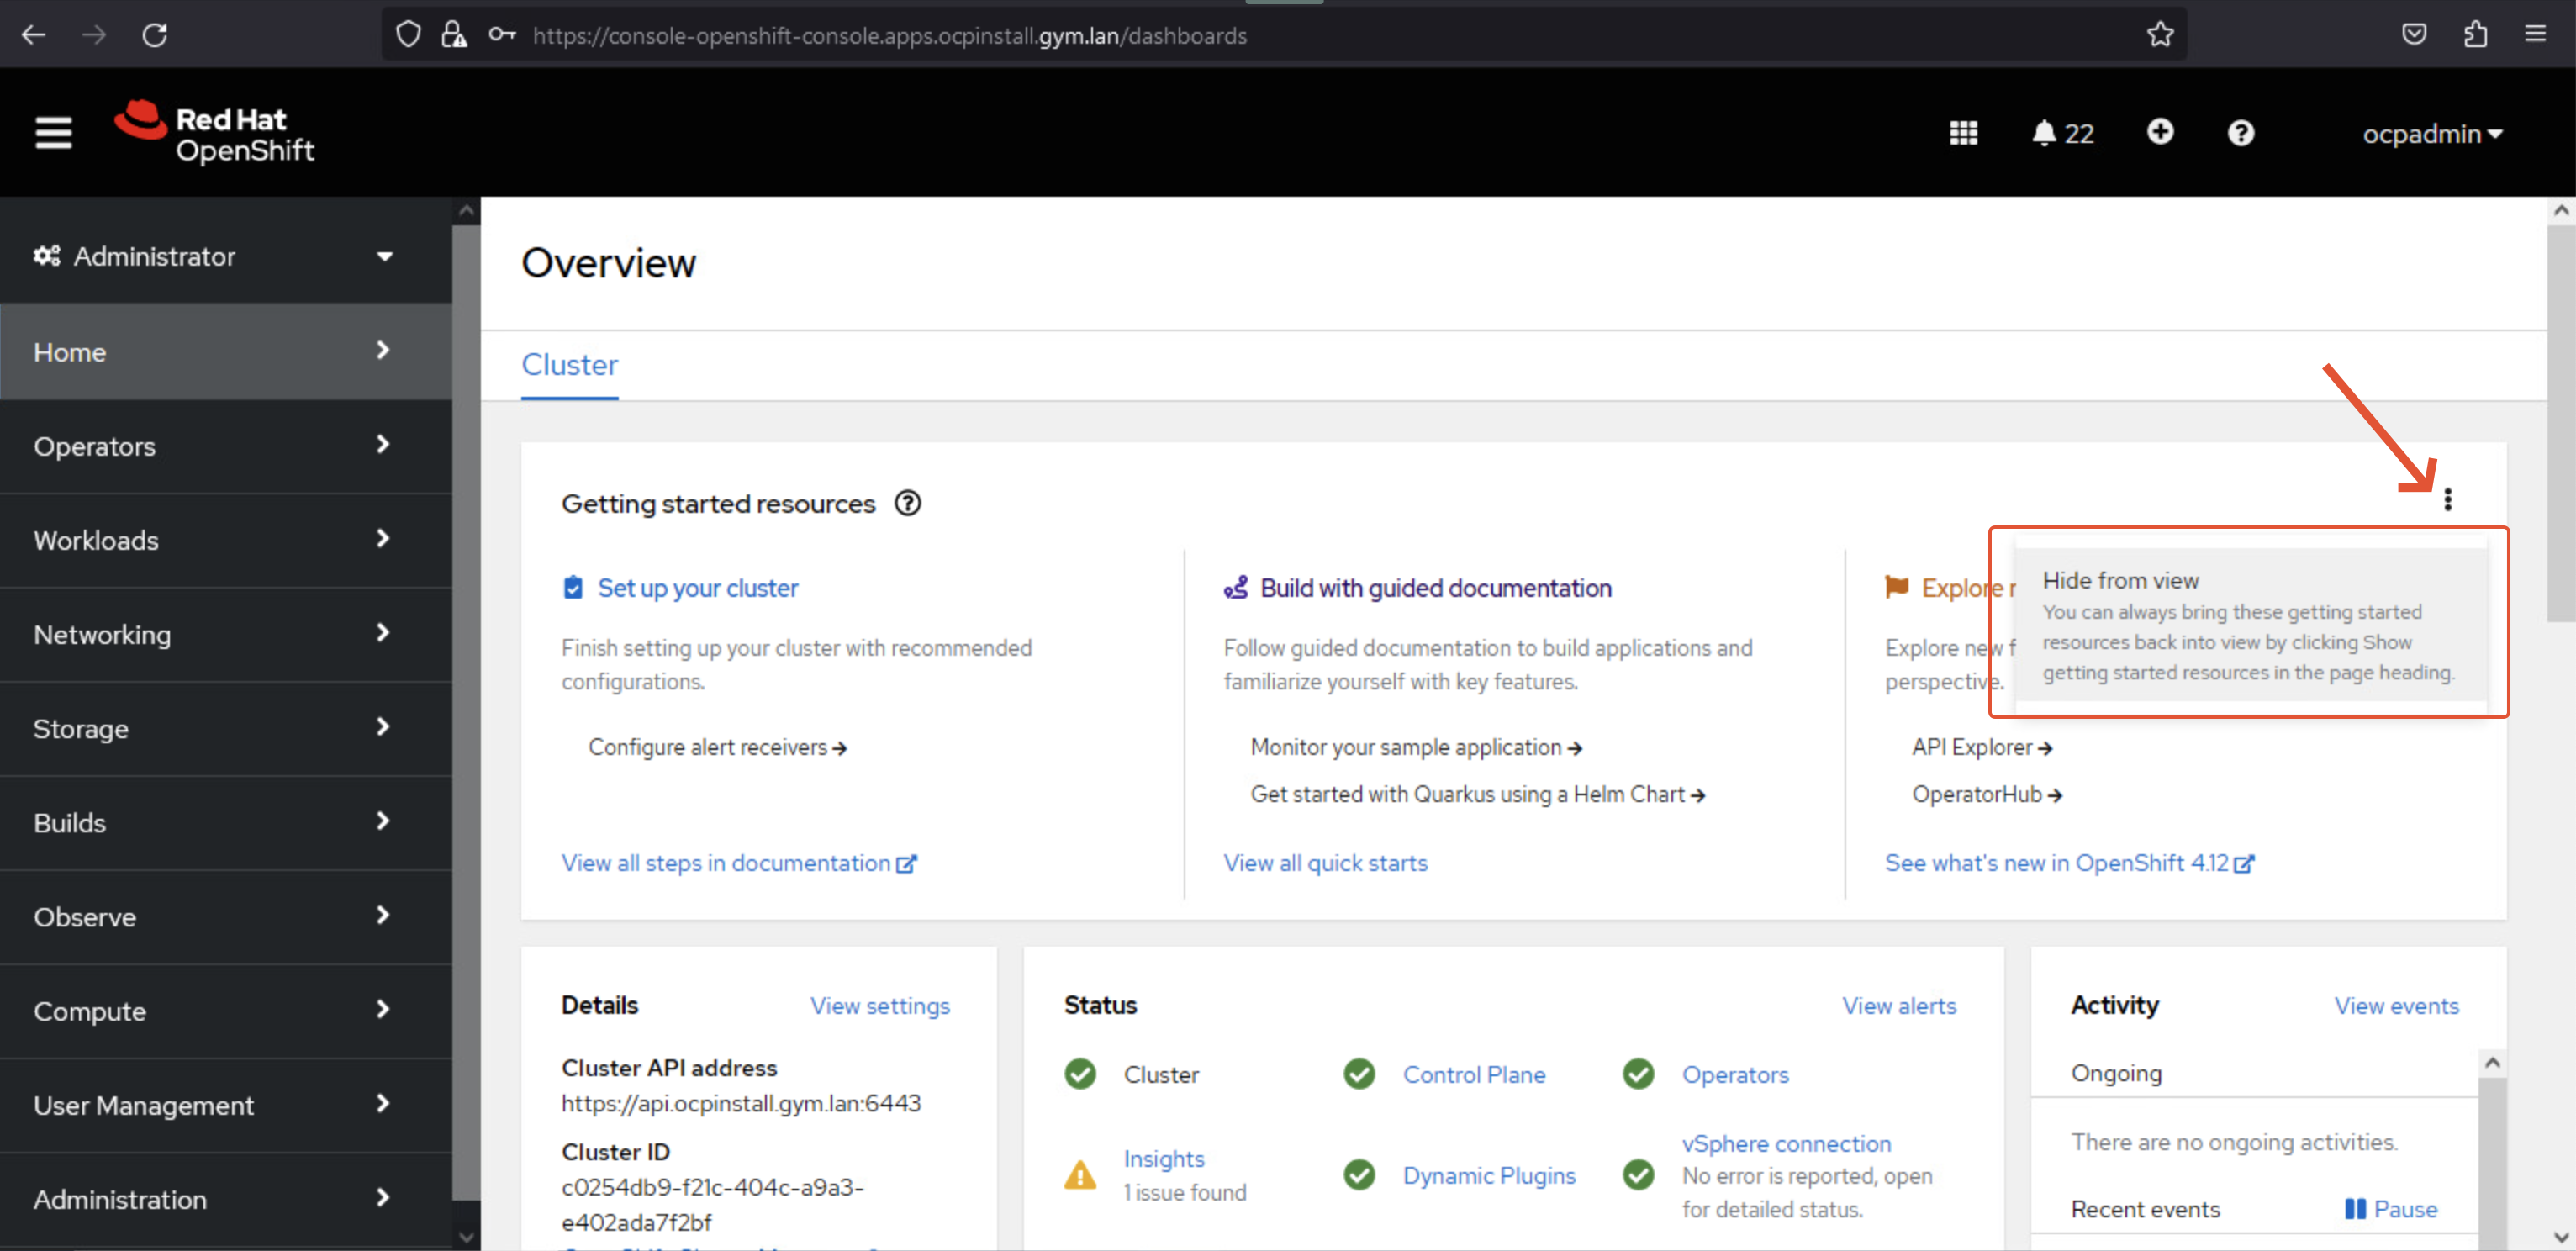 https://console-openshift-console.apps.ocpinstall.gym.lan/dashboards
Red Hat
OpenShift
22
ocpadmin
Administrator
Home
Operators
Workloads
Networking
Storage
Builds
Observe
Compute
User Management
Administration
Overview
Cluster
Getting started resources
Set up your cluster
Finish setting up your cluster with recommended
configurations.
Configure alert receivers
View all steps in documentation
Build with guided documentation
Follow guided documentation to build applications and
familiarize yourself with key features.
Monitor your sample application
Get started with Quarkus using a Helm Chart
View all quick starts
Explore
Explore new
perspective.
API Explorer
OperatorHub
See what's new in OpenShift 4.12
Hide from view
You can always bring these getting started
resources back into view by clicking Show
getting started resources in the page heading.
Details
View settings
Cluster API address
https://api.ocpinstall.gym.lan:6443
Cluster ID
c0254db9-f21c-404c-a9a3-
e402ada7f2bf
Status
View alerts
Cluster
Control Plane
Operators
Insights
1 issue found
Dynamic Plugins
vSphere connection
No error is reported, open
for detailed status.
Activity
View events
Ongoing
There are no ongoing activities.
Recent events
Pause